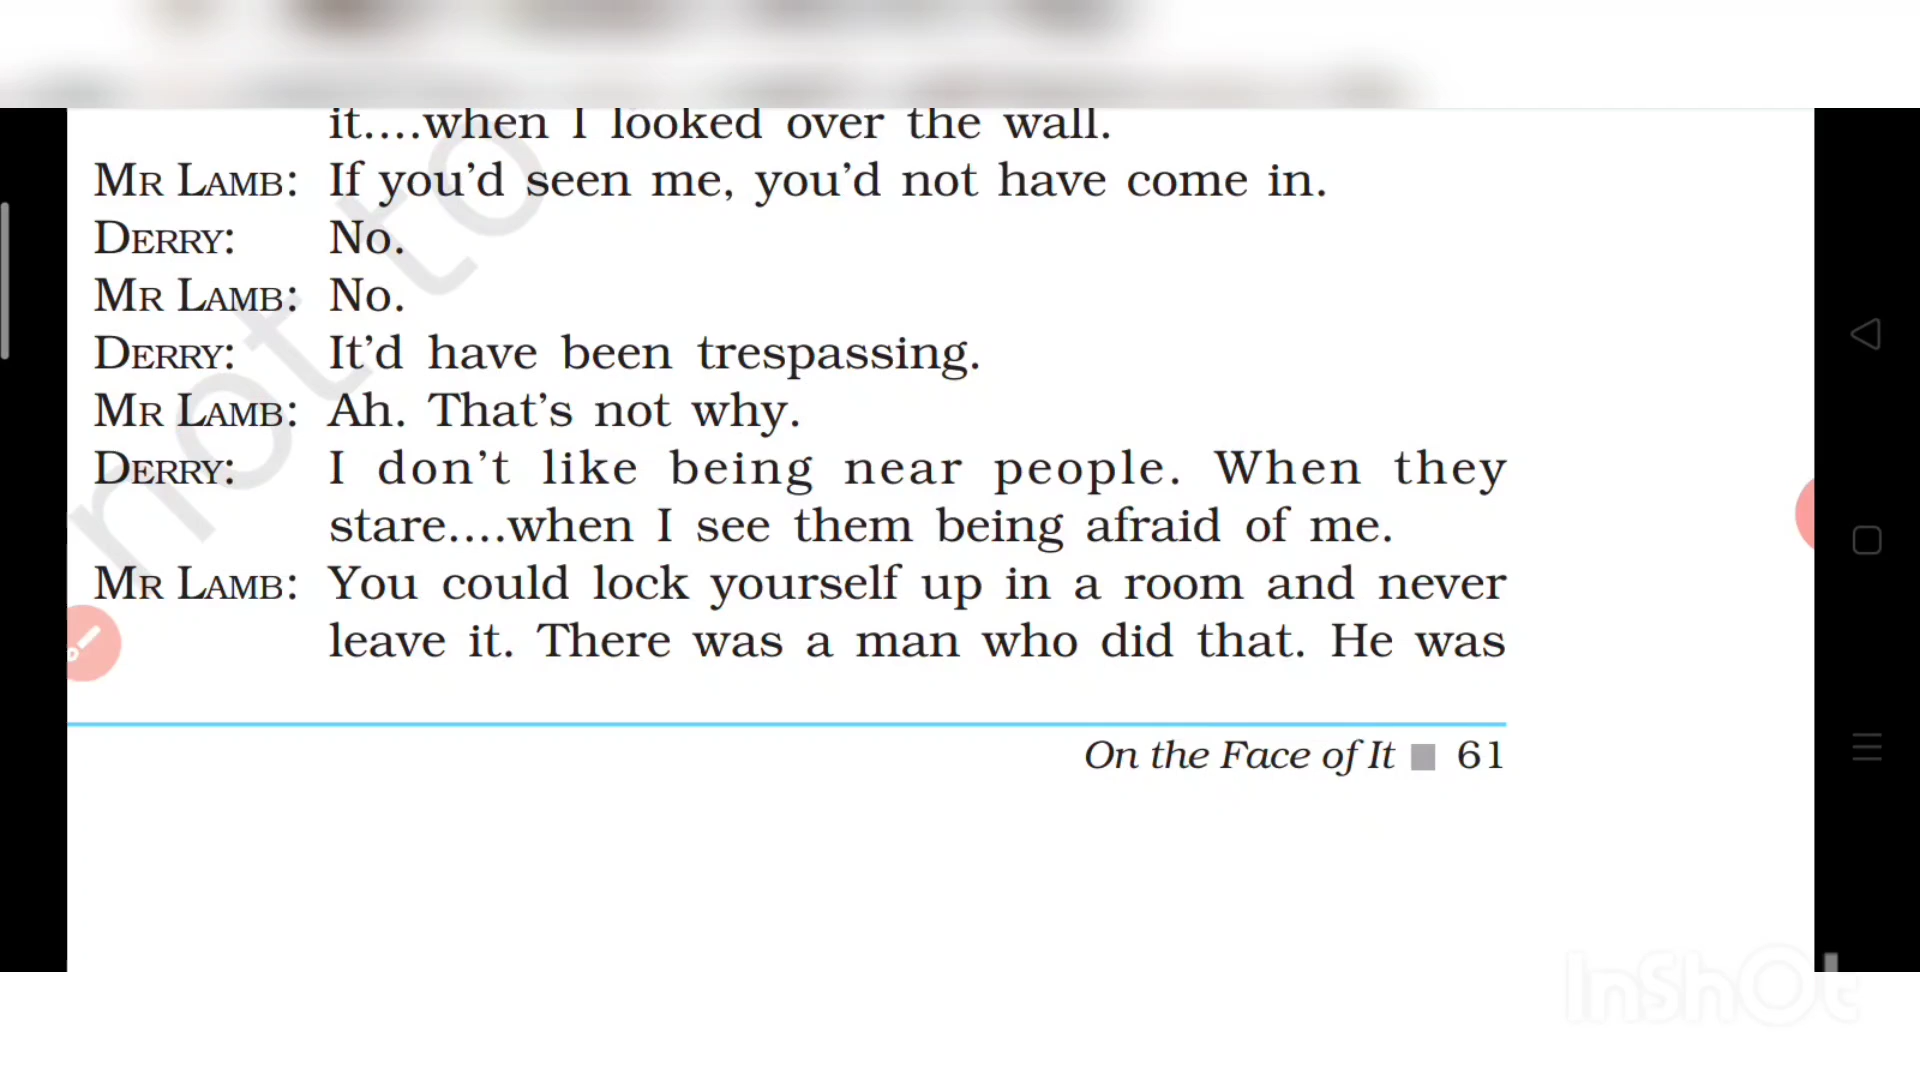 it....when I looked over the wall.
MR LAMB: If you'd seen me, you'd not have come in.
DERRY: No.
MR LAMB: No.
DERRY: It'd have been trespassing.
MR LAMB: Ah. That's not why.
DERRY: I don't like being near people. When they
stare....when I see them being afraid of me.
MR LAMB: You could lock yourself up in a room and never
leave it. There was a man who did that. He was
On the Face of It ■ 61
not to
InShOt